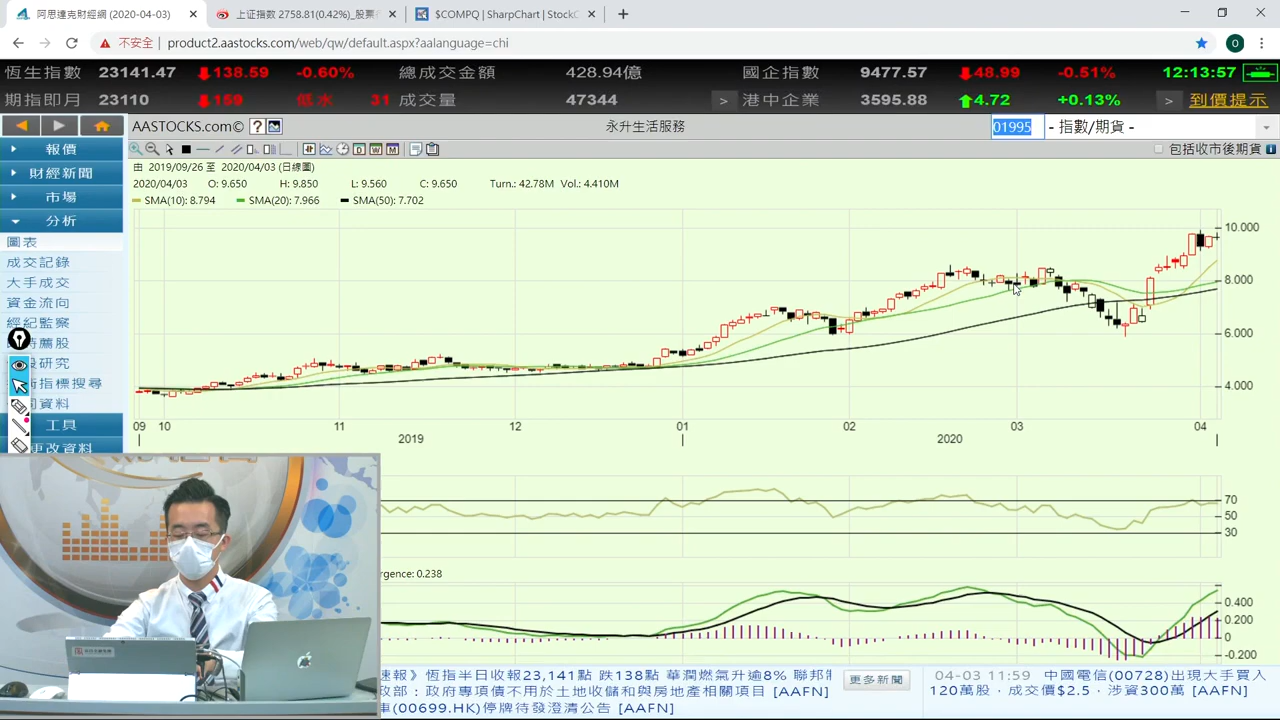 阿思達克財經網 (2020-04-03)
上证指数 2758.81(0.42%)_股票
$COMPQ | SharpChart | StockC
不安全 | product2.aastocks.com/web/qw/default.aspx?aalanguage=chi
O
恆生指數 23141.47 138.59 -0.60% 總成交金額 428.94億 國企指數 9477.57 48.99 -0.51% 12:13:57
期指即月 23110 159 低水 31 成交量 47344 > 港中企業 3595.88 4.72 +0.13% > 到價提示
AASTOCKS.com© ? 永升生活服務 01995 - 指數/期貨 -
D W M 包括收市後期貨 i
報價
財經新聞
市場
分析
圖表
成交記錄
大手成交
資金流向
經紀監察
時薦股
研究
指標搜尋
資料
工具
更改資料
由 2019/09/26 至 2020/04/03 (日線圖)
2020/04/03 O: 9.650 H: 9.850 L: 9.560 C: 9.650 Turn.: 42.78M Vol.: 4.410M
SMA(10): 8.794 SMA(20): 7.966 SMA(50): 7.702
10.000
8.000
6.000
4.000
09 10 11 12 01 02 03 04
2019 2020
70
50
30
rgence: 0.238
0.400
0.200
0
-0.200
速報》恆指半日收報23,141點 跌138點 華潤燃氣升逾8% 聯邦制
政部：政府專項債不用於土地收儲和與房地產相關項目 [AAFN]
(00699.HK)停牌待發澄清公告 [AAFN]
更多新聞
04-03 11:59 中國電信(00728)出現大手買入
120萬股﹐成交價$2.5﹐涉資300萬 [AAFN]